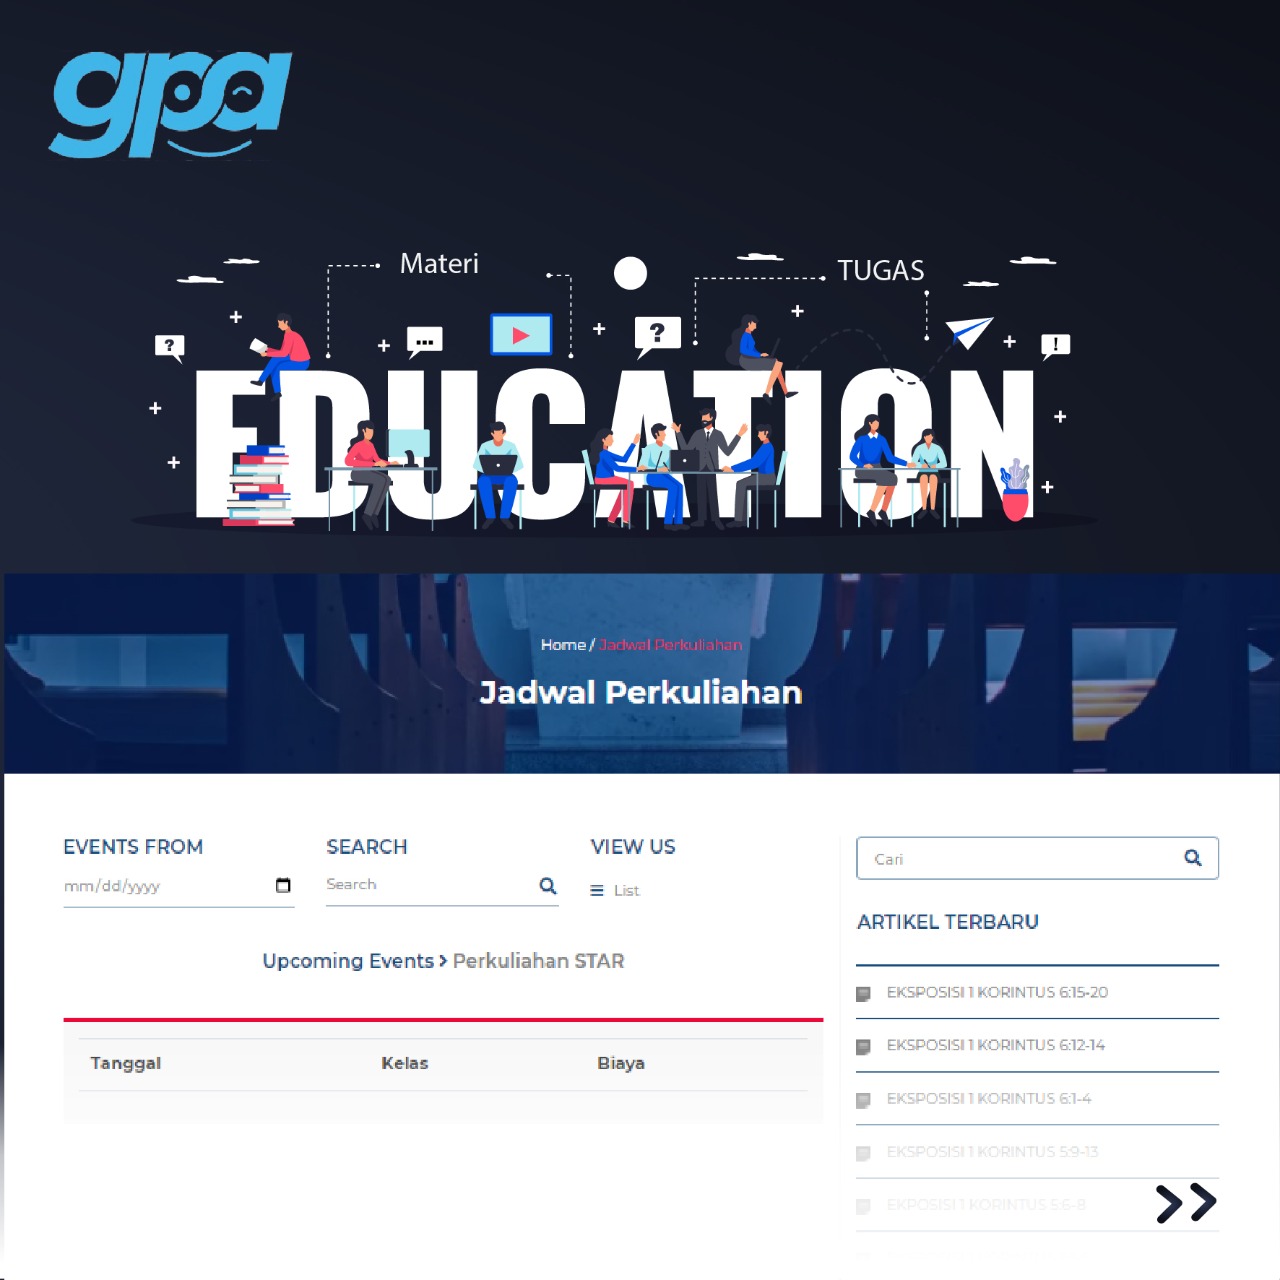 gpa
Materi
TUGAS
?
...
?
!
EDUCATION
Home / Jadwal Perkuliahan
Jadwal Perkuliahan
EVENTS FROM
SEARCH
VIEW US
mm/dd/yyyy
Search
List
Cari
ARTIKEL TERBARU
Upcoming Events > Perkuliahan STAR
Tanggal
Kelas
Biaya
EKSPOSISI 1 KORINTUS 6:15-20
EKSPOSISI 1 KORINTUS 6:12-14
EKSPOSISI 1 KORINTUS 6:1-4
EKSPOSISI 1 KORINTUS 5:9-13
EKPOSISI 1 KORINTUS 5:6-8